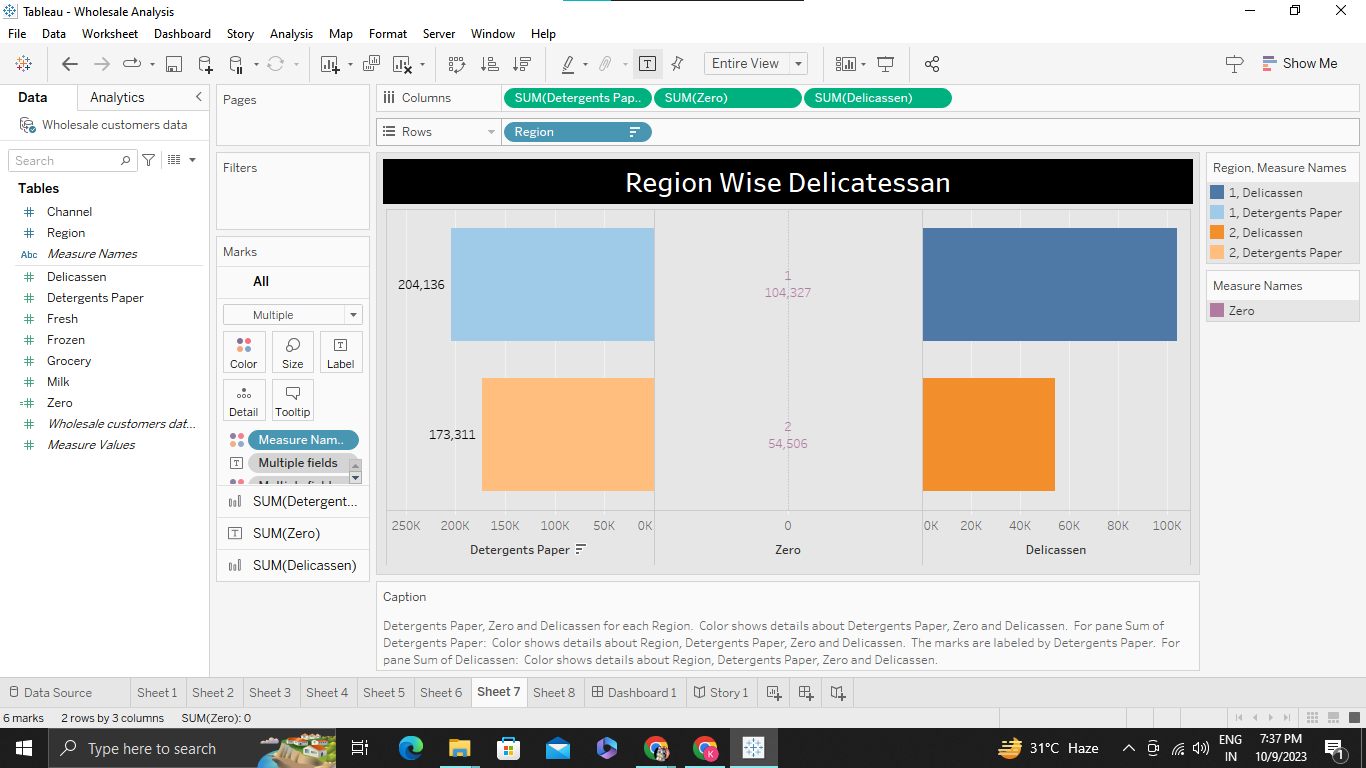 Tableau - Wholesale Analysis
File Data Worksheet Dashboard Story Analysis Map Format Server Window Help
Entire View
Show Me
Data Analytics
Wholesale customers data
Search
Tables
Channel
Region
Abc Measure Names
Delicassen
Detergents Paper
Fresh
Frozen
Grocery
Milk
Zero
Wholesale customers dat...
Measure Values
Pages
Filters
Marks
All
Multiple
Color Size Label
Detail Tooltip
Measure Nam..
Multiple fields
SUM(Detergent...
SUM(Zero)
SUM(Delicassen)
Columns SUM(Detergents Pap.. SUM(Zero) SUM(Delicassen)
Rows Region
Region Wise Delicatessan
204,136
1
104,327
173,311
2
54,506
250K 200K 150K 100K 50K 0K 0 0K 20K 40K 60K 80K 100K
Detergents Paper Zero Delicassen
Region, Measure Names
1, Delicassen
1, Detergents Paper
2, Delicassen
2, Detergents Paper
Measure Names
Zero
Caption
Detergents Paper, Zero and Delicassen for each Region.  Color shows details about Detergents Paper, Zero and Delicassen.  For pane Sum of
Detergents Paper:  Color shows details about Region, Detergents Paper, Zero and Delicassen.  The marks are labeled by Detergents Paper.  For
pane Sum of Delicassen:  Color shows details about Region, Detergents Paper, Zero and Delicassen.
Data Source Sheet 1 Sheet 2 Sheet 3 Sheet 4 Sheet 5 Sheet 6 Sheet 7 Sheet 8 Dashboard 1 Story 1
6 marks 2 rows by 3 columns SUM(Zero): 0
Type here to search
31°C Haze
ENG
IN
7:37 PM
10/9/2023
1